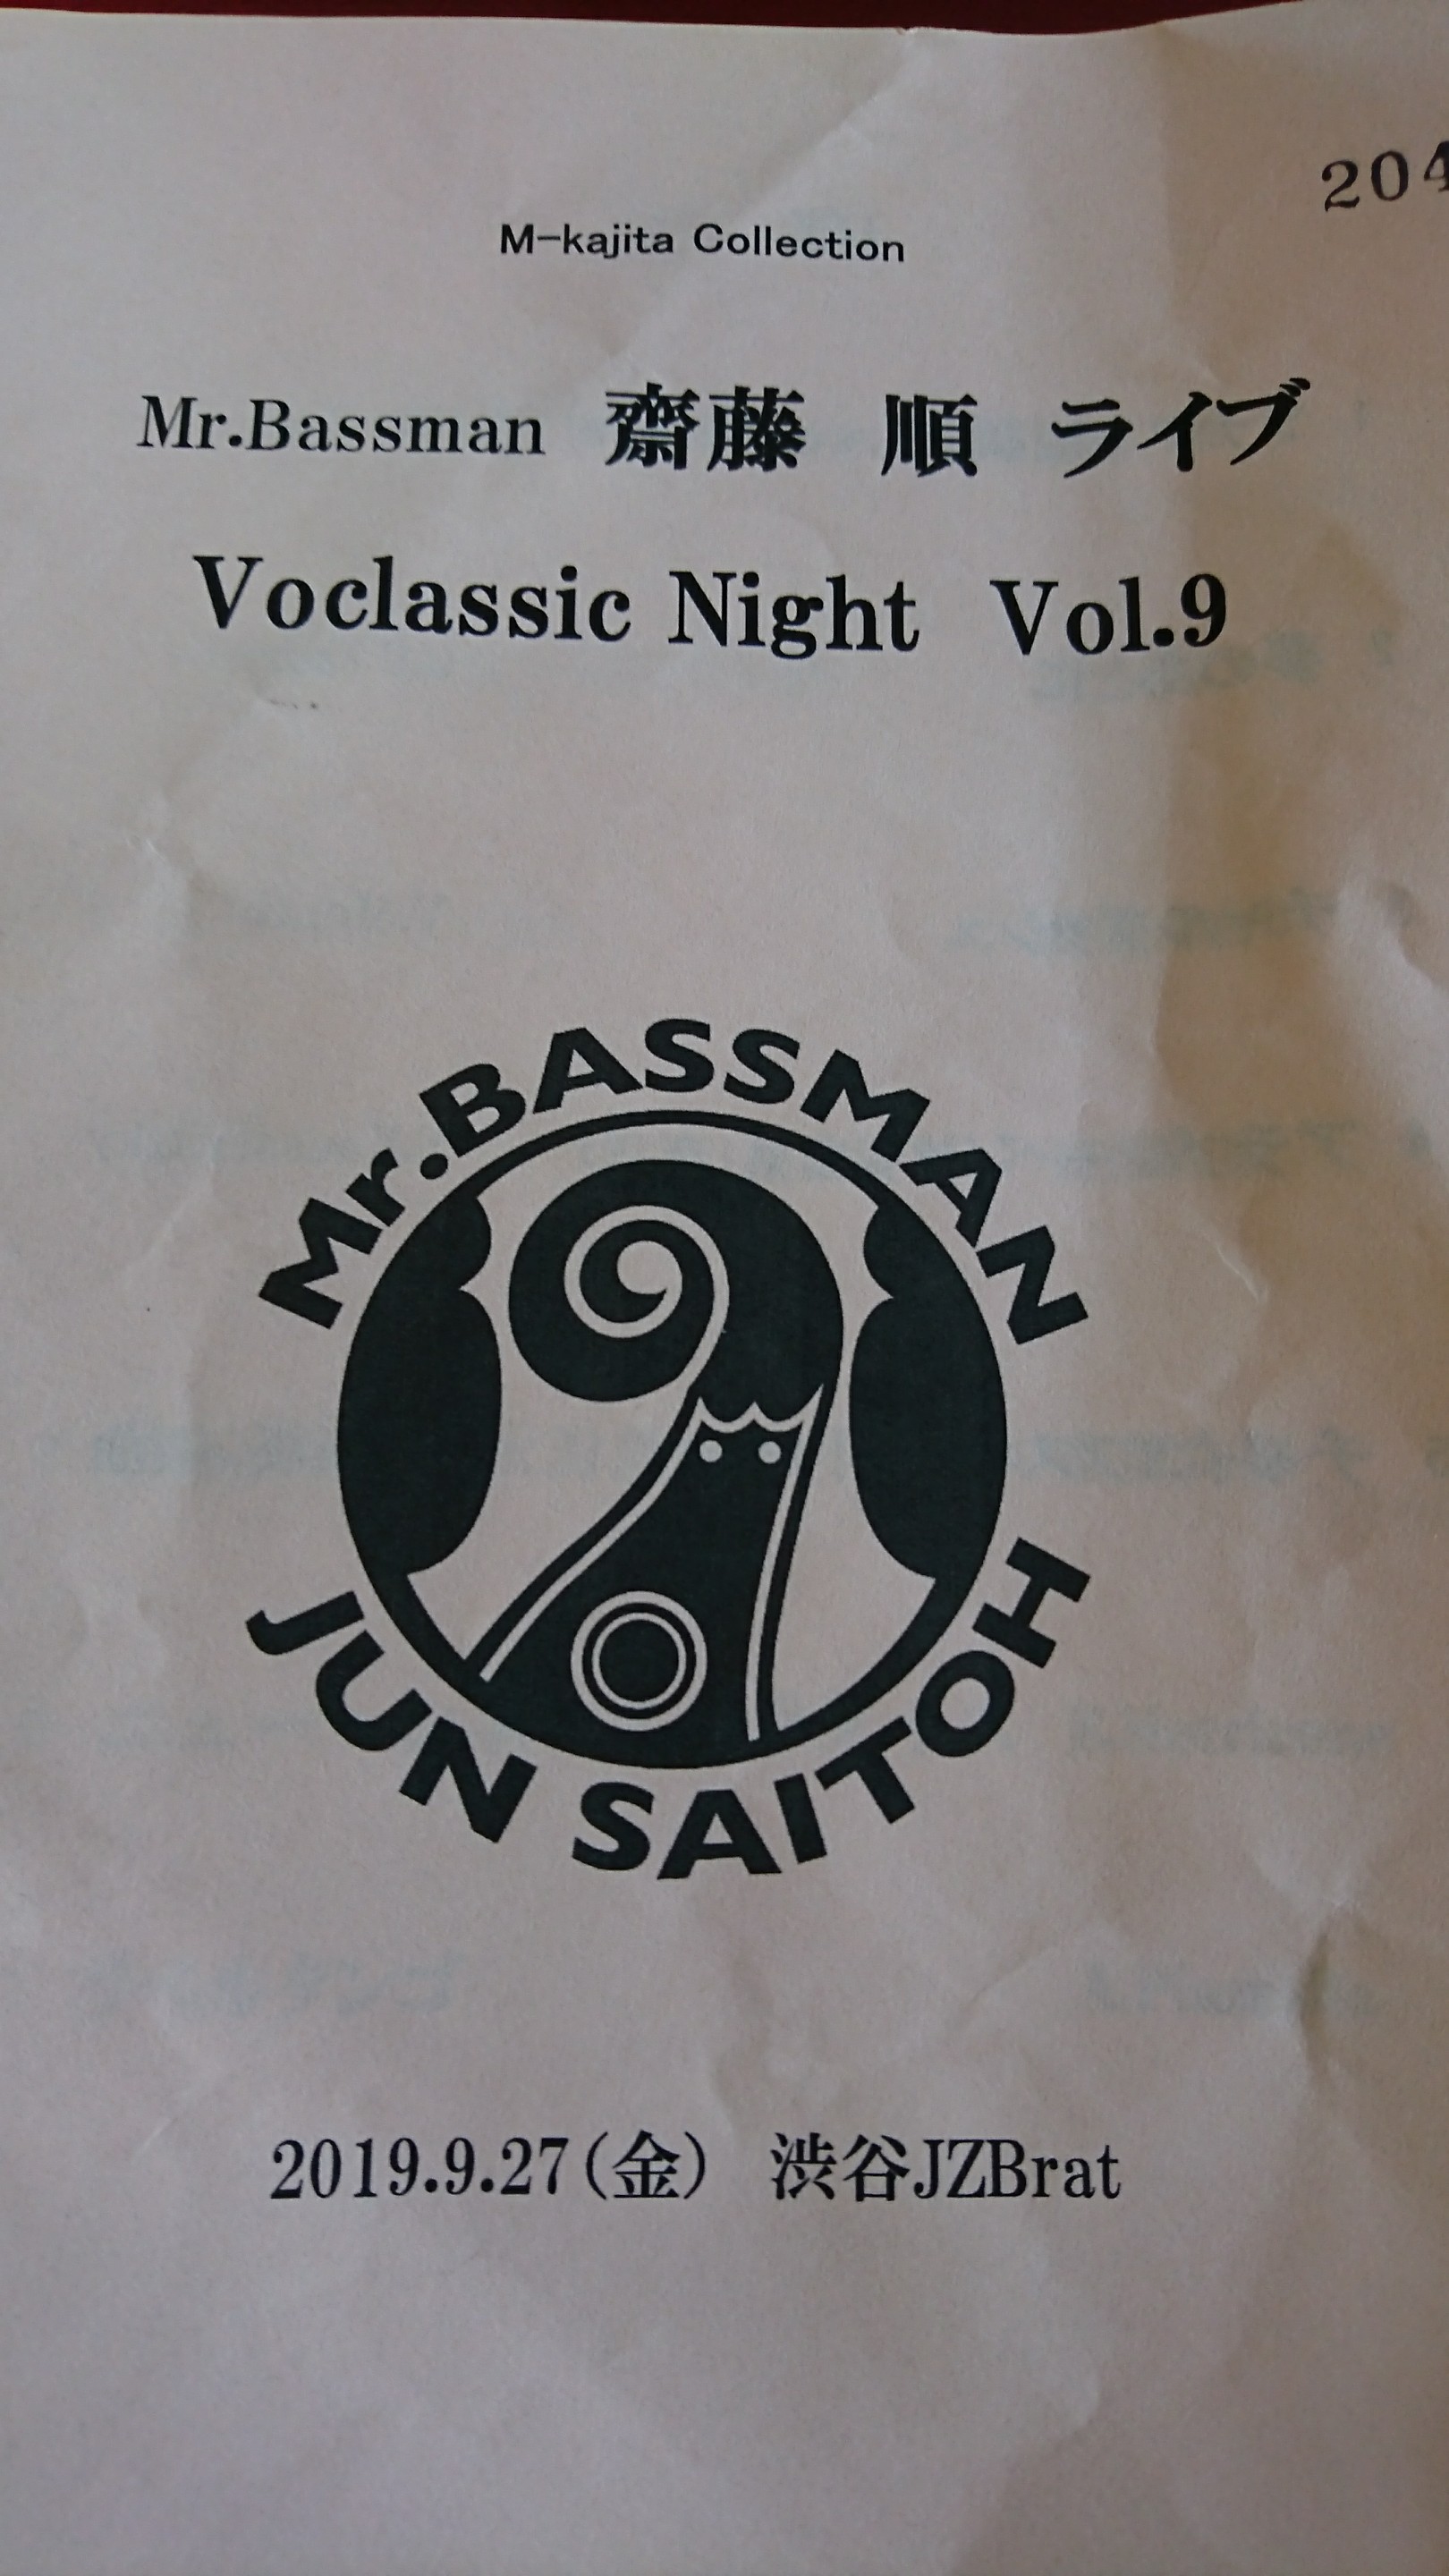 204
M-kajita Collection
Mr.Bassman 齋藤 順 ライブ
Voclassic Night Vol.9
Mr.BASSMAN
JUN SAITOH
2019.9.27(金) 渋谷JZBrat